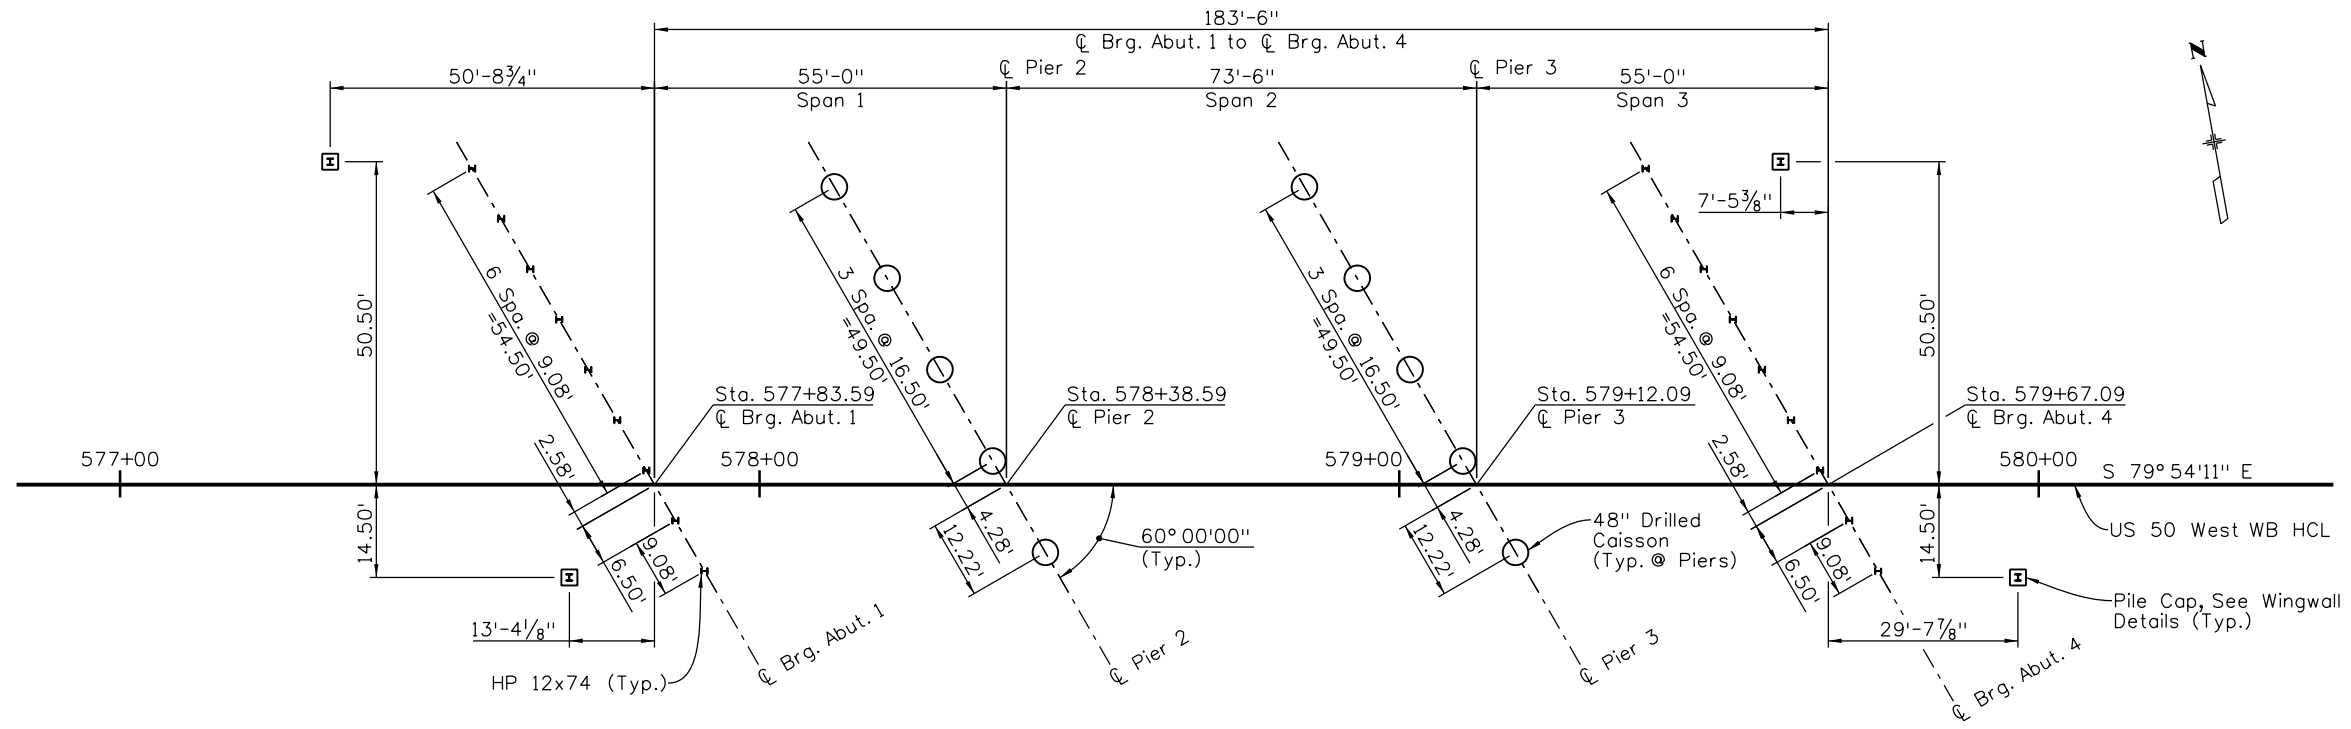 183'-6"
℄ Brg. Abut. 1 to ℄ Brg. Abut. 4
℄ Pier 2
℄ Pier 3
N
50'-8¾"
55'-0"
73'-6"
55'-0"
Span 1
Span 2
Span 3
7'-5⅜"
50.50'
6 Spa. @ 9.08'
=54.50'
3 Spa. @ 16.50'
=49.50'
3 Spa. @ 16.50'
=49.50'
6 Spa. @ 9.08'
=54.50'
50.50'
Sta. 577+83.59
℄ Brg. Abut. 1
Sta. 578+38.59
℄ Pier 2
Sta. 579+12.09
℄ Pier 3
Sta. 579+67.09
℄ Brg. Abut. 4
577+00
578+00
579+00
580+00
S 79°54'11" E
2.58'
2.58'
14.50'
9.08'
6.50'
4.28'
12.22'
60°00'00"
(Typ.)
4.28'
12.22'
48" Drilled
Caisson
(Typ. @ Piers)
9.08'
6.50'
14.50'
US 50 West WB HCL
Pile Cap, See Wingwall
Details (Typ.)
13'-4⅛"
29'-7⅞"
HP 12x74 (Typ.)
℄ Brg. Abut. 1
℄ Pier 2
℄ Pier 3
℄ Brg. Abut. 4